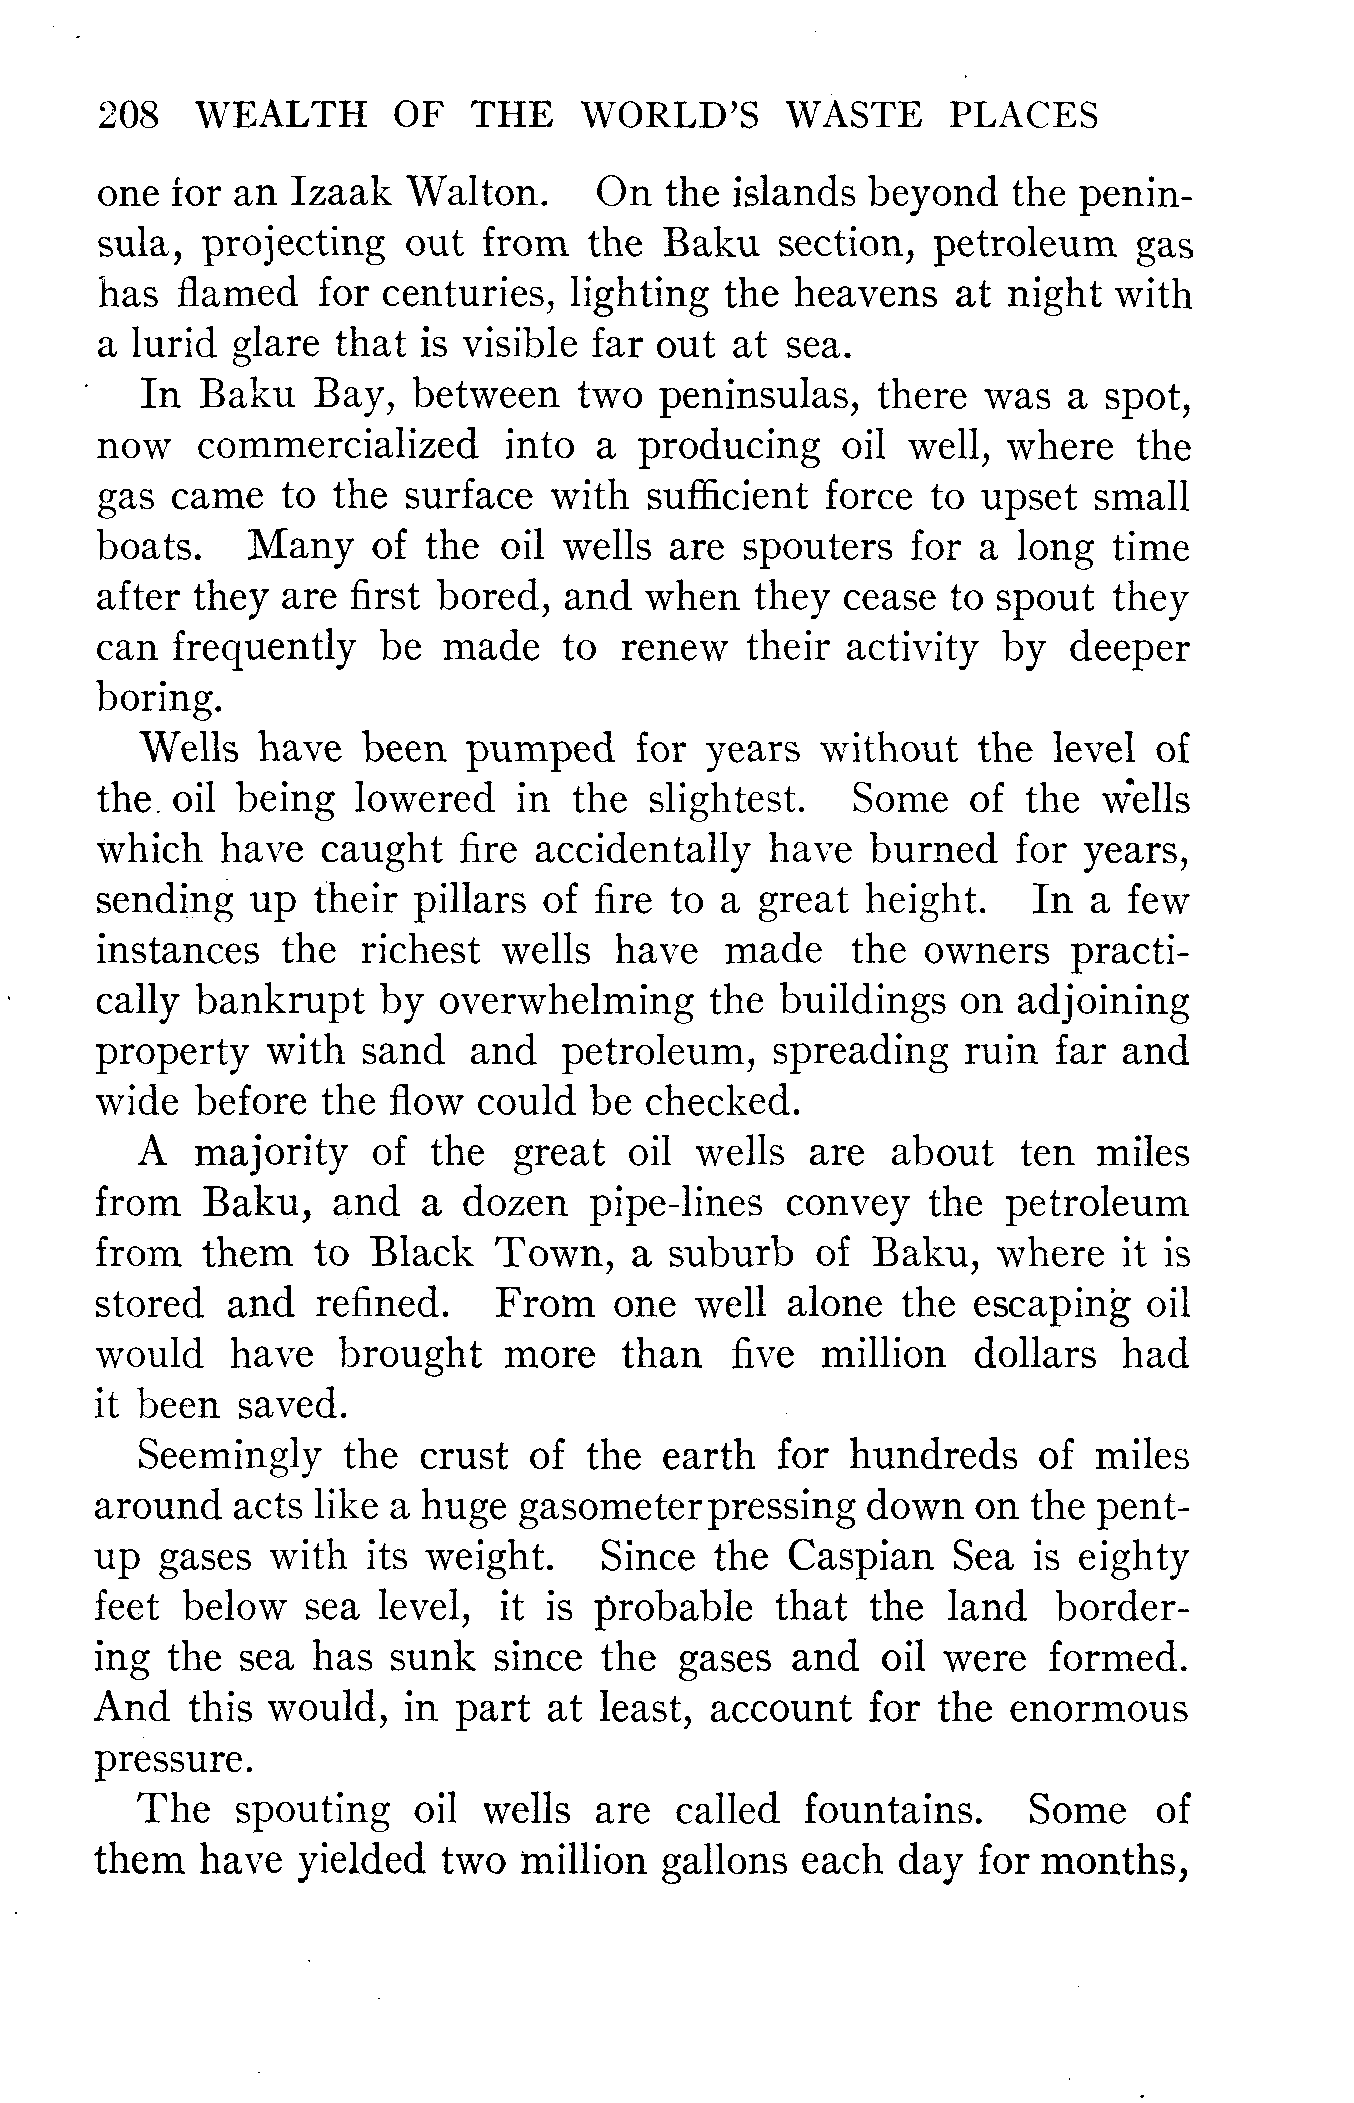 208 WEALTH OF THE WORLD'S WASTE PLACES
one for an Izaak Walton. On the islands beyond the penin-
sula, projecting out from the Baku section, petroleum gas
has flamed for centuries, lighting the heavens at night with
a lurid glare that is visible far out at sea.
In Baku Bay, between two peninsulas, there was a spot,
now commercialized into a producing oil well, where the
gas came to the surface with sufficient force to upset small
boats. Many of the oil wells are spouters for a long time
after they are first bored, and when they cease to spout they
can frequently be made to renew their activity by deeper
boring.
Wells have been pumped for years without the level of
the oil being lowered in the slightest. Some of the wells
which have caught fire accidentally have burned for years,
sending up their pillars of fire to a great height. In a few
instances the richest wells have made the owners practi-
cally bankrupt by overwhelming the buildings on adjoining
property with sand and petroleum, spreading ruin far and
wide before the flow could be checked.
A majority of the great oil wells are about ten miles
from Baku, and a dozen pipe-lines convey the petroleum
from them to Black Town, a suburb of Baku, where it is
stored and refined. From one well alone the escaping oil
would have brought more than five million dollars had
it been saved.
Seemingly the crust of the earth for hundreds of miles
around acts like a huge gasometer pressing down on the pent-
up gases with its weight. Since the Caspian Sea is eighty
feet below sea level, it is probable that the land border-
ing the sea has sunk since the gases and oil were formed.
And this would, in part at least, account for the enormous
pressure.
The spouting oil wells are called fountains. Some of
them have yielded two million gallons each day for months,